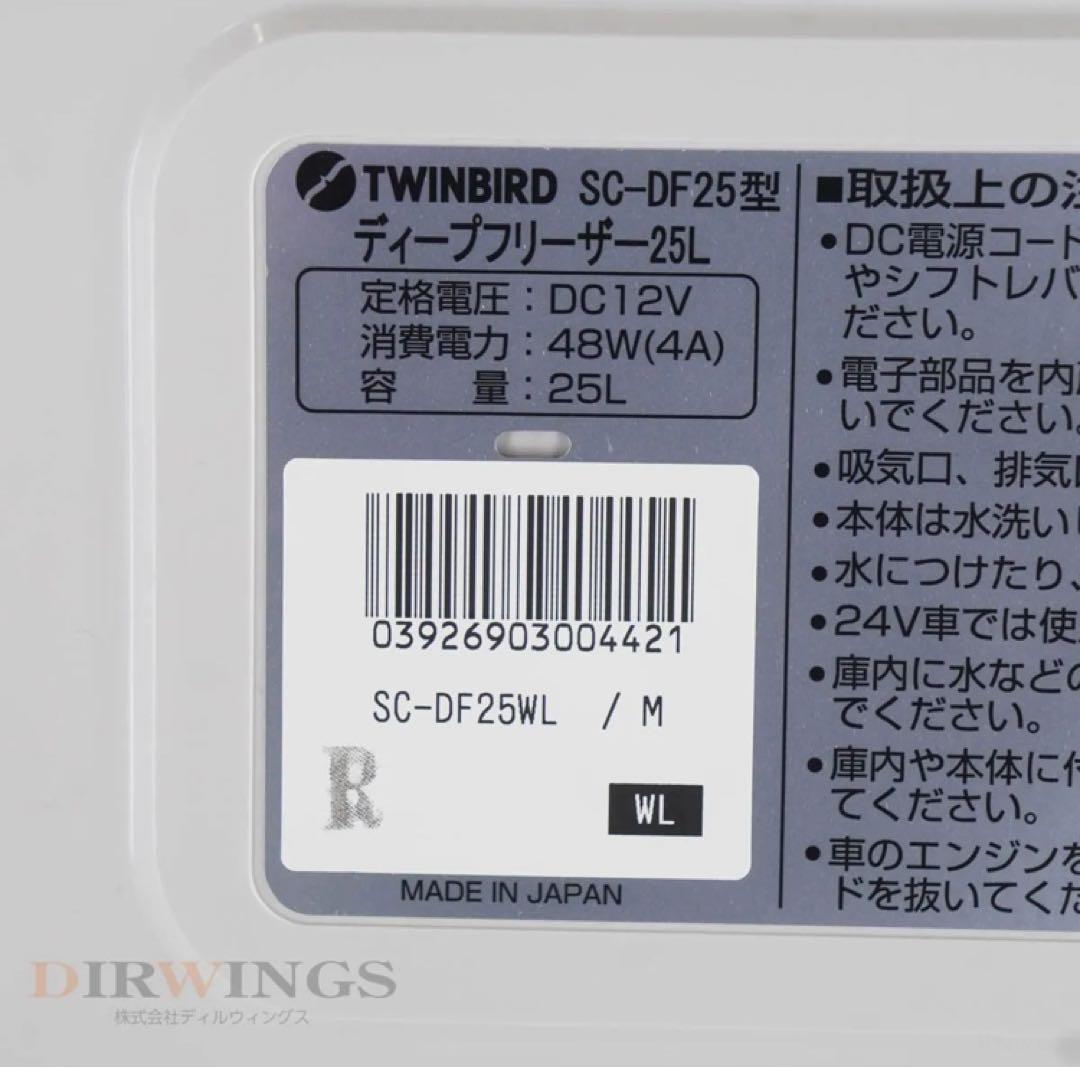 TWINBIRD SC-DF25型
ディープフリーザー25L
定格電圧：DC12V
消費電力：48W(4A)
容　　量：25L
03926903004421
SC-DF25WL / M
R
WL
MADE IN JAPAN
■取扱上の注
●DC電源コード
やシフトレバ
ださい。
●電子部品を内
いでください。
●吸気口、排気口
●本体は水洗い
●水につけたり、
●24V車では使
●庫内に水などの
でください。
●庫内や本体に付
てください。
●車のエンジンを
ドを抜いてくだ
DIRWINGS
株式会社ディルウィングス